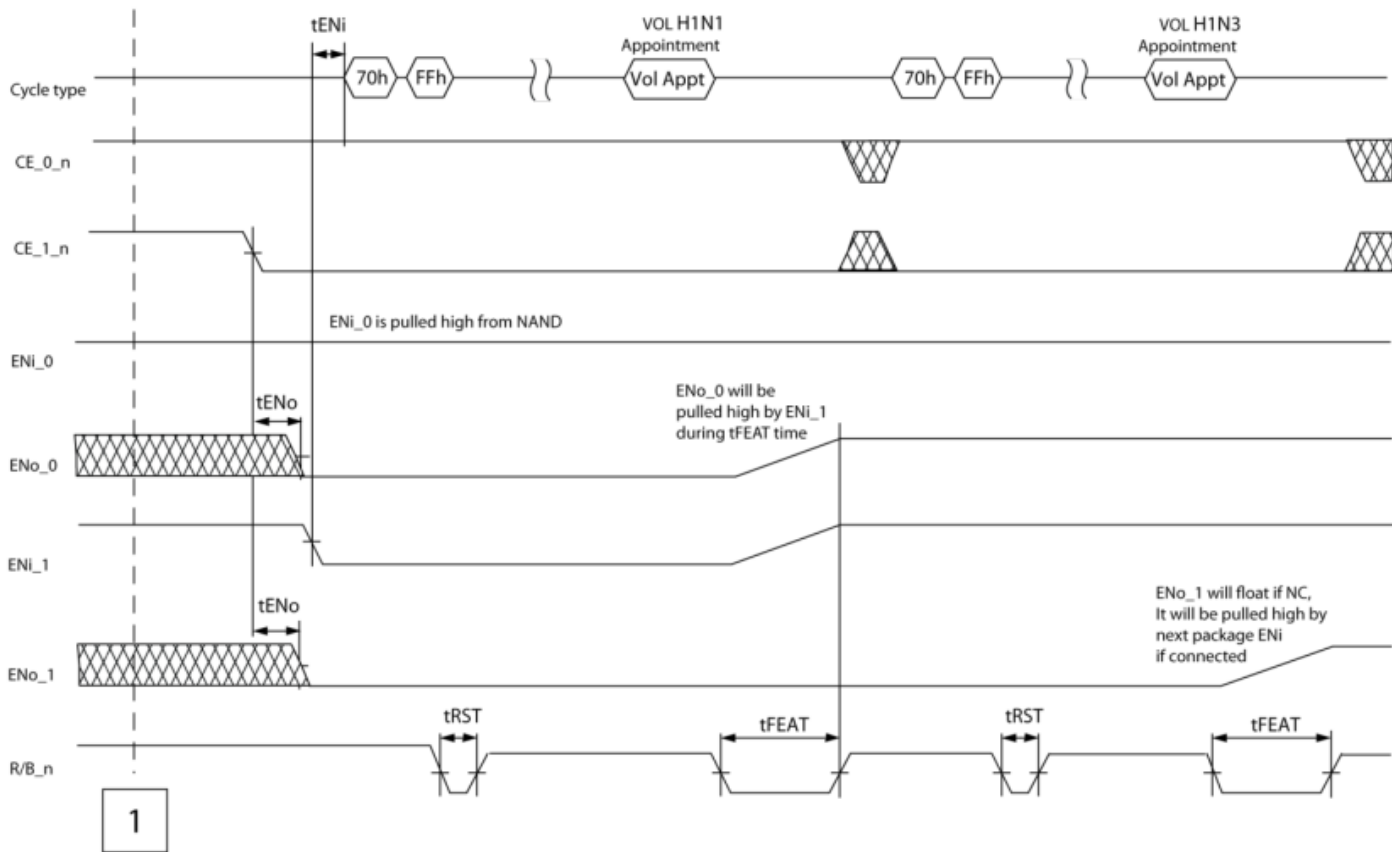 tENi
VOL H1N1
Appointment
VOL H1N3
Appointment
Cycle type
70h
FFh
Vol Appt
70h
FFh
Vol Appt
CE_0_n
CE_1_n
ENi_0 is pulled high from NAND
ENi_0
ENo_0 will be
pulled high by ENi_1
during tFEAT time
tENo
ENo_0
ENi_1
tENo
ENo_1 will float if NC,
It will be pulled high by
next package ENi
if connected
ENo_1
tRST
tFEAT
tRST
tFEAT
R/B_n
1